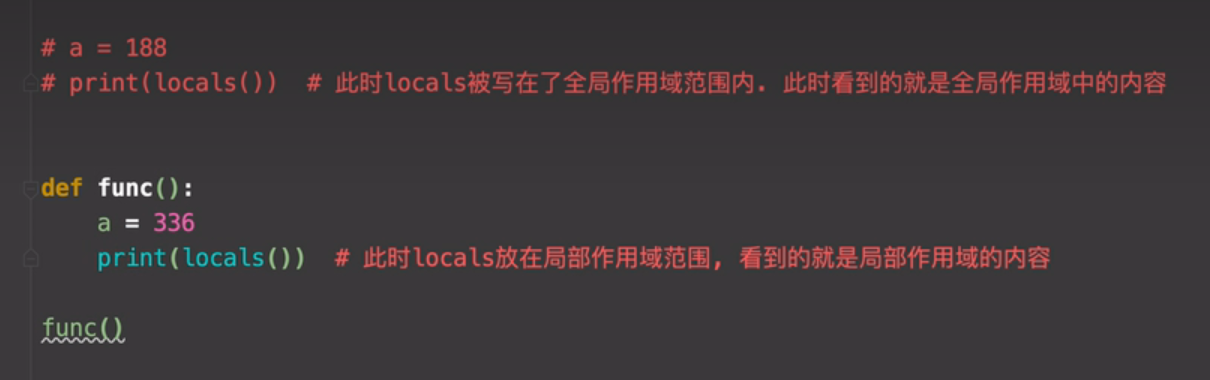 # a = 188
# print(locals())  # 此时locals被写在了全局作用域范围内. 此时看到的就是全局作用域中的内容
def func():
    a = 336
    print(locals())  # 此时locals放在局部作用域范围, 看到的就是局部作用域的内容
func()